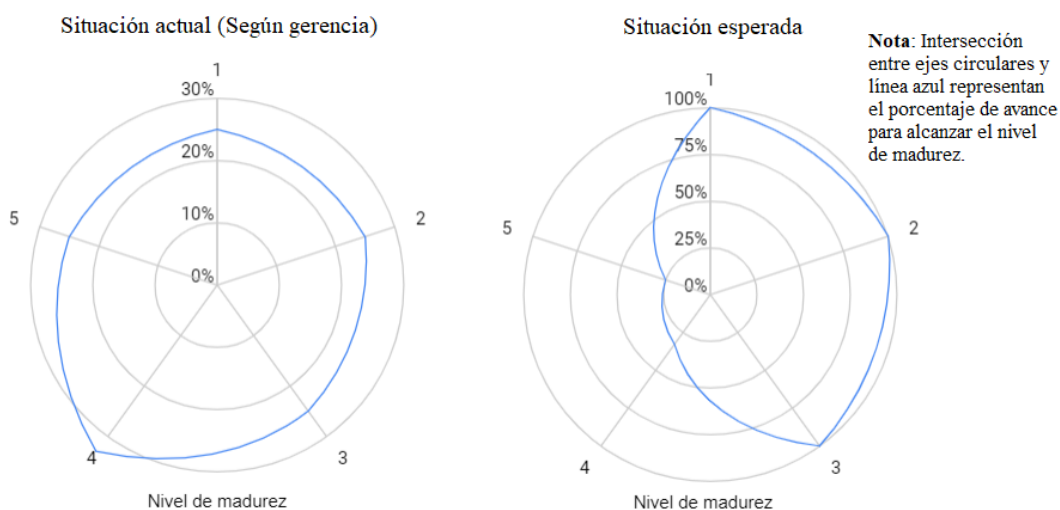 Situación actual (Según gerencia)
1
30%
20%
10%
0%
2
3
4
5
Nivel de madurez
Situación esperada
1
100%
75%
50%
25%
0%
2
3
4
5
Nivel de madurez
Nota: Intersección
entre ejes circulares y
línea azul representan
el porcentaje de avance
para alcanzar el nivel
de madurez.